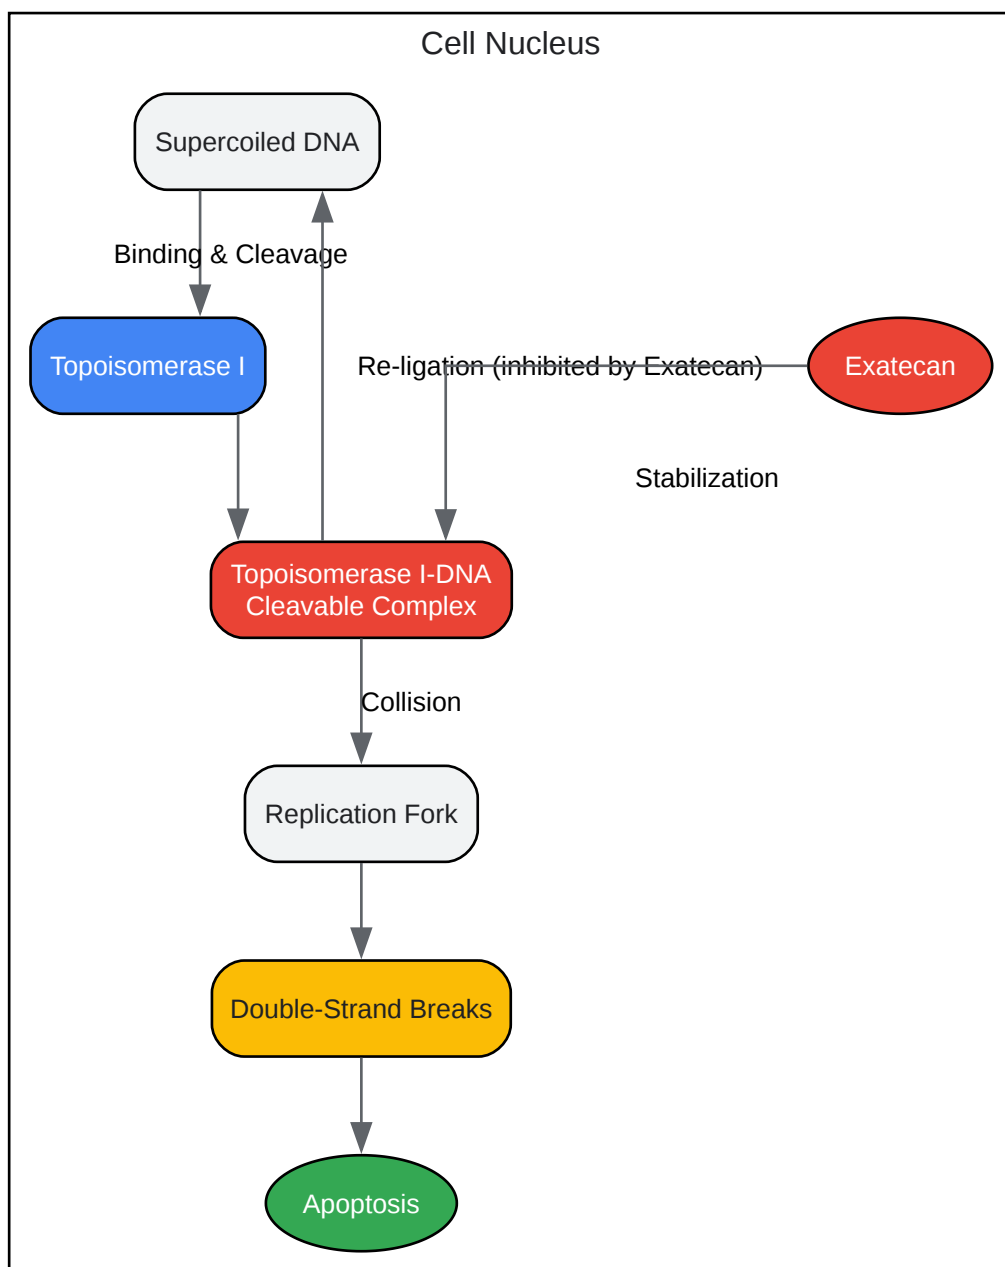 Cell Nucleus
Supercoiled DNA
Binding & Cleavage
Topoisomerase I
Re-ligation (inhibited by Exatecan)
Exatecan
Stabilization
Topoisomerase I-DNA
Cleavable Complex
Collision
Replication Fork
Double-Strand Breaks
Apoptosis